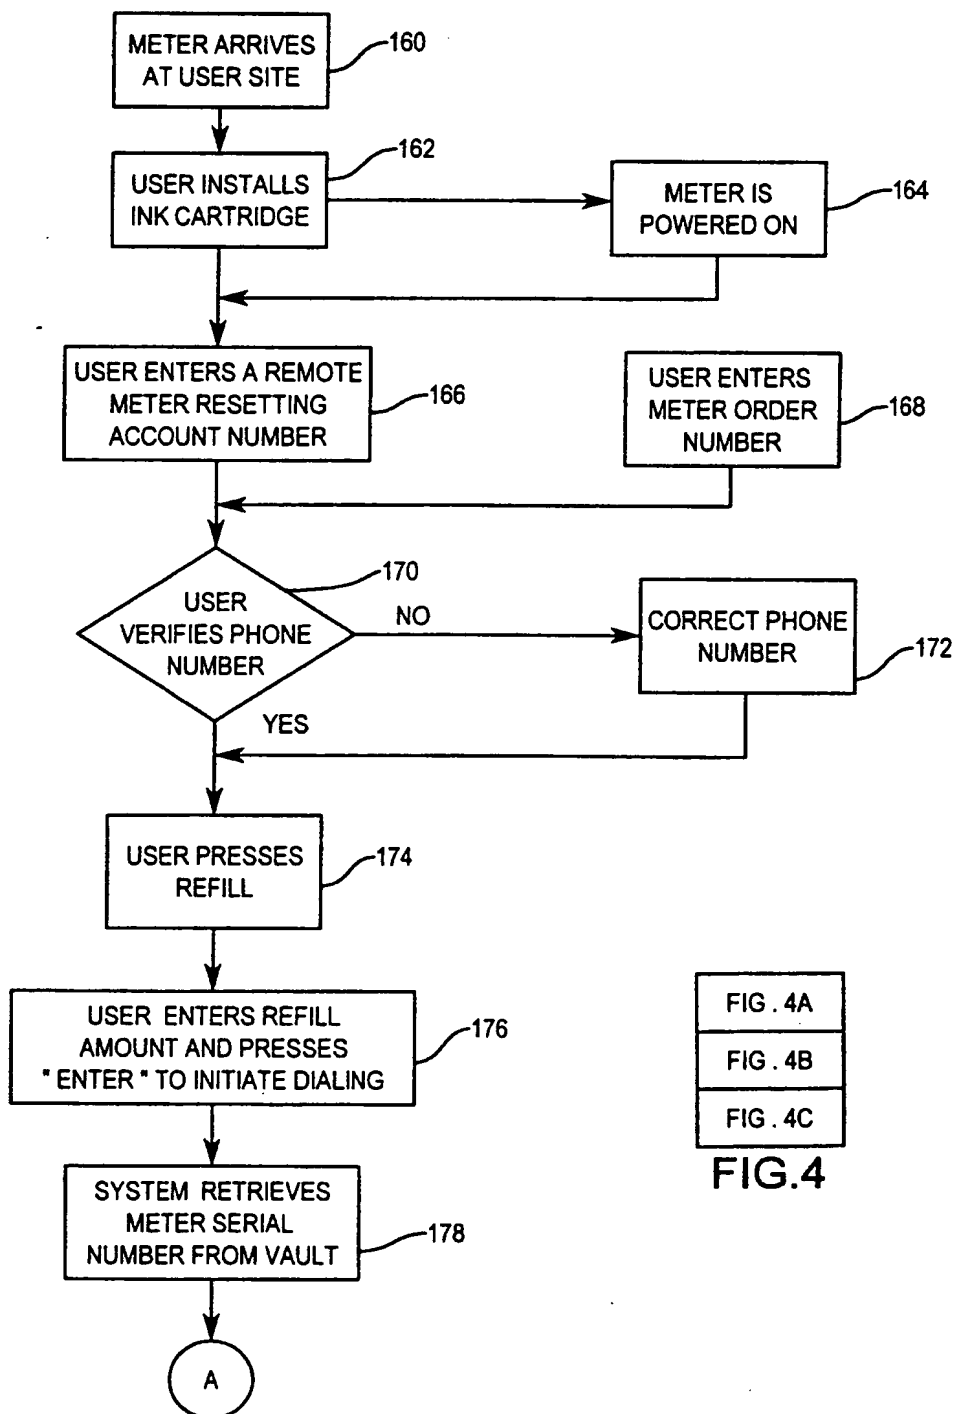 METER ARRIVES
AT USER SITE
160
USER INSTALLS
INK CARTRIDGE
162
METER IS
POWERED ON
164
USER ENTERS A REMOTE
METER RESETTING
ACCOUNT NUMBER
166
USER ENTERS
METER ORDER
NUMBER
168
170
USER
VERIFIES PHONE
NUMBER
NO
CORRECT PHONE
NUMBER
172
YES
USER PRESSES
REFILL
174
USER ENTERS REFILL
AMOUNT AND PRESSES
" ENTER " TO INITIATE DIALING
176
SYSTEM RETRIEVES
METER SERIAL
NUMBER FROM VAULT
178
A
FIG . 4A
FIG . 4B
FIG . 4C
FIG.4